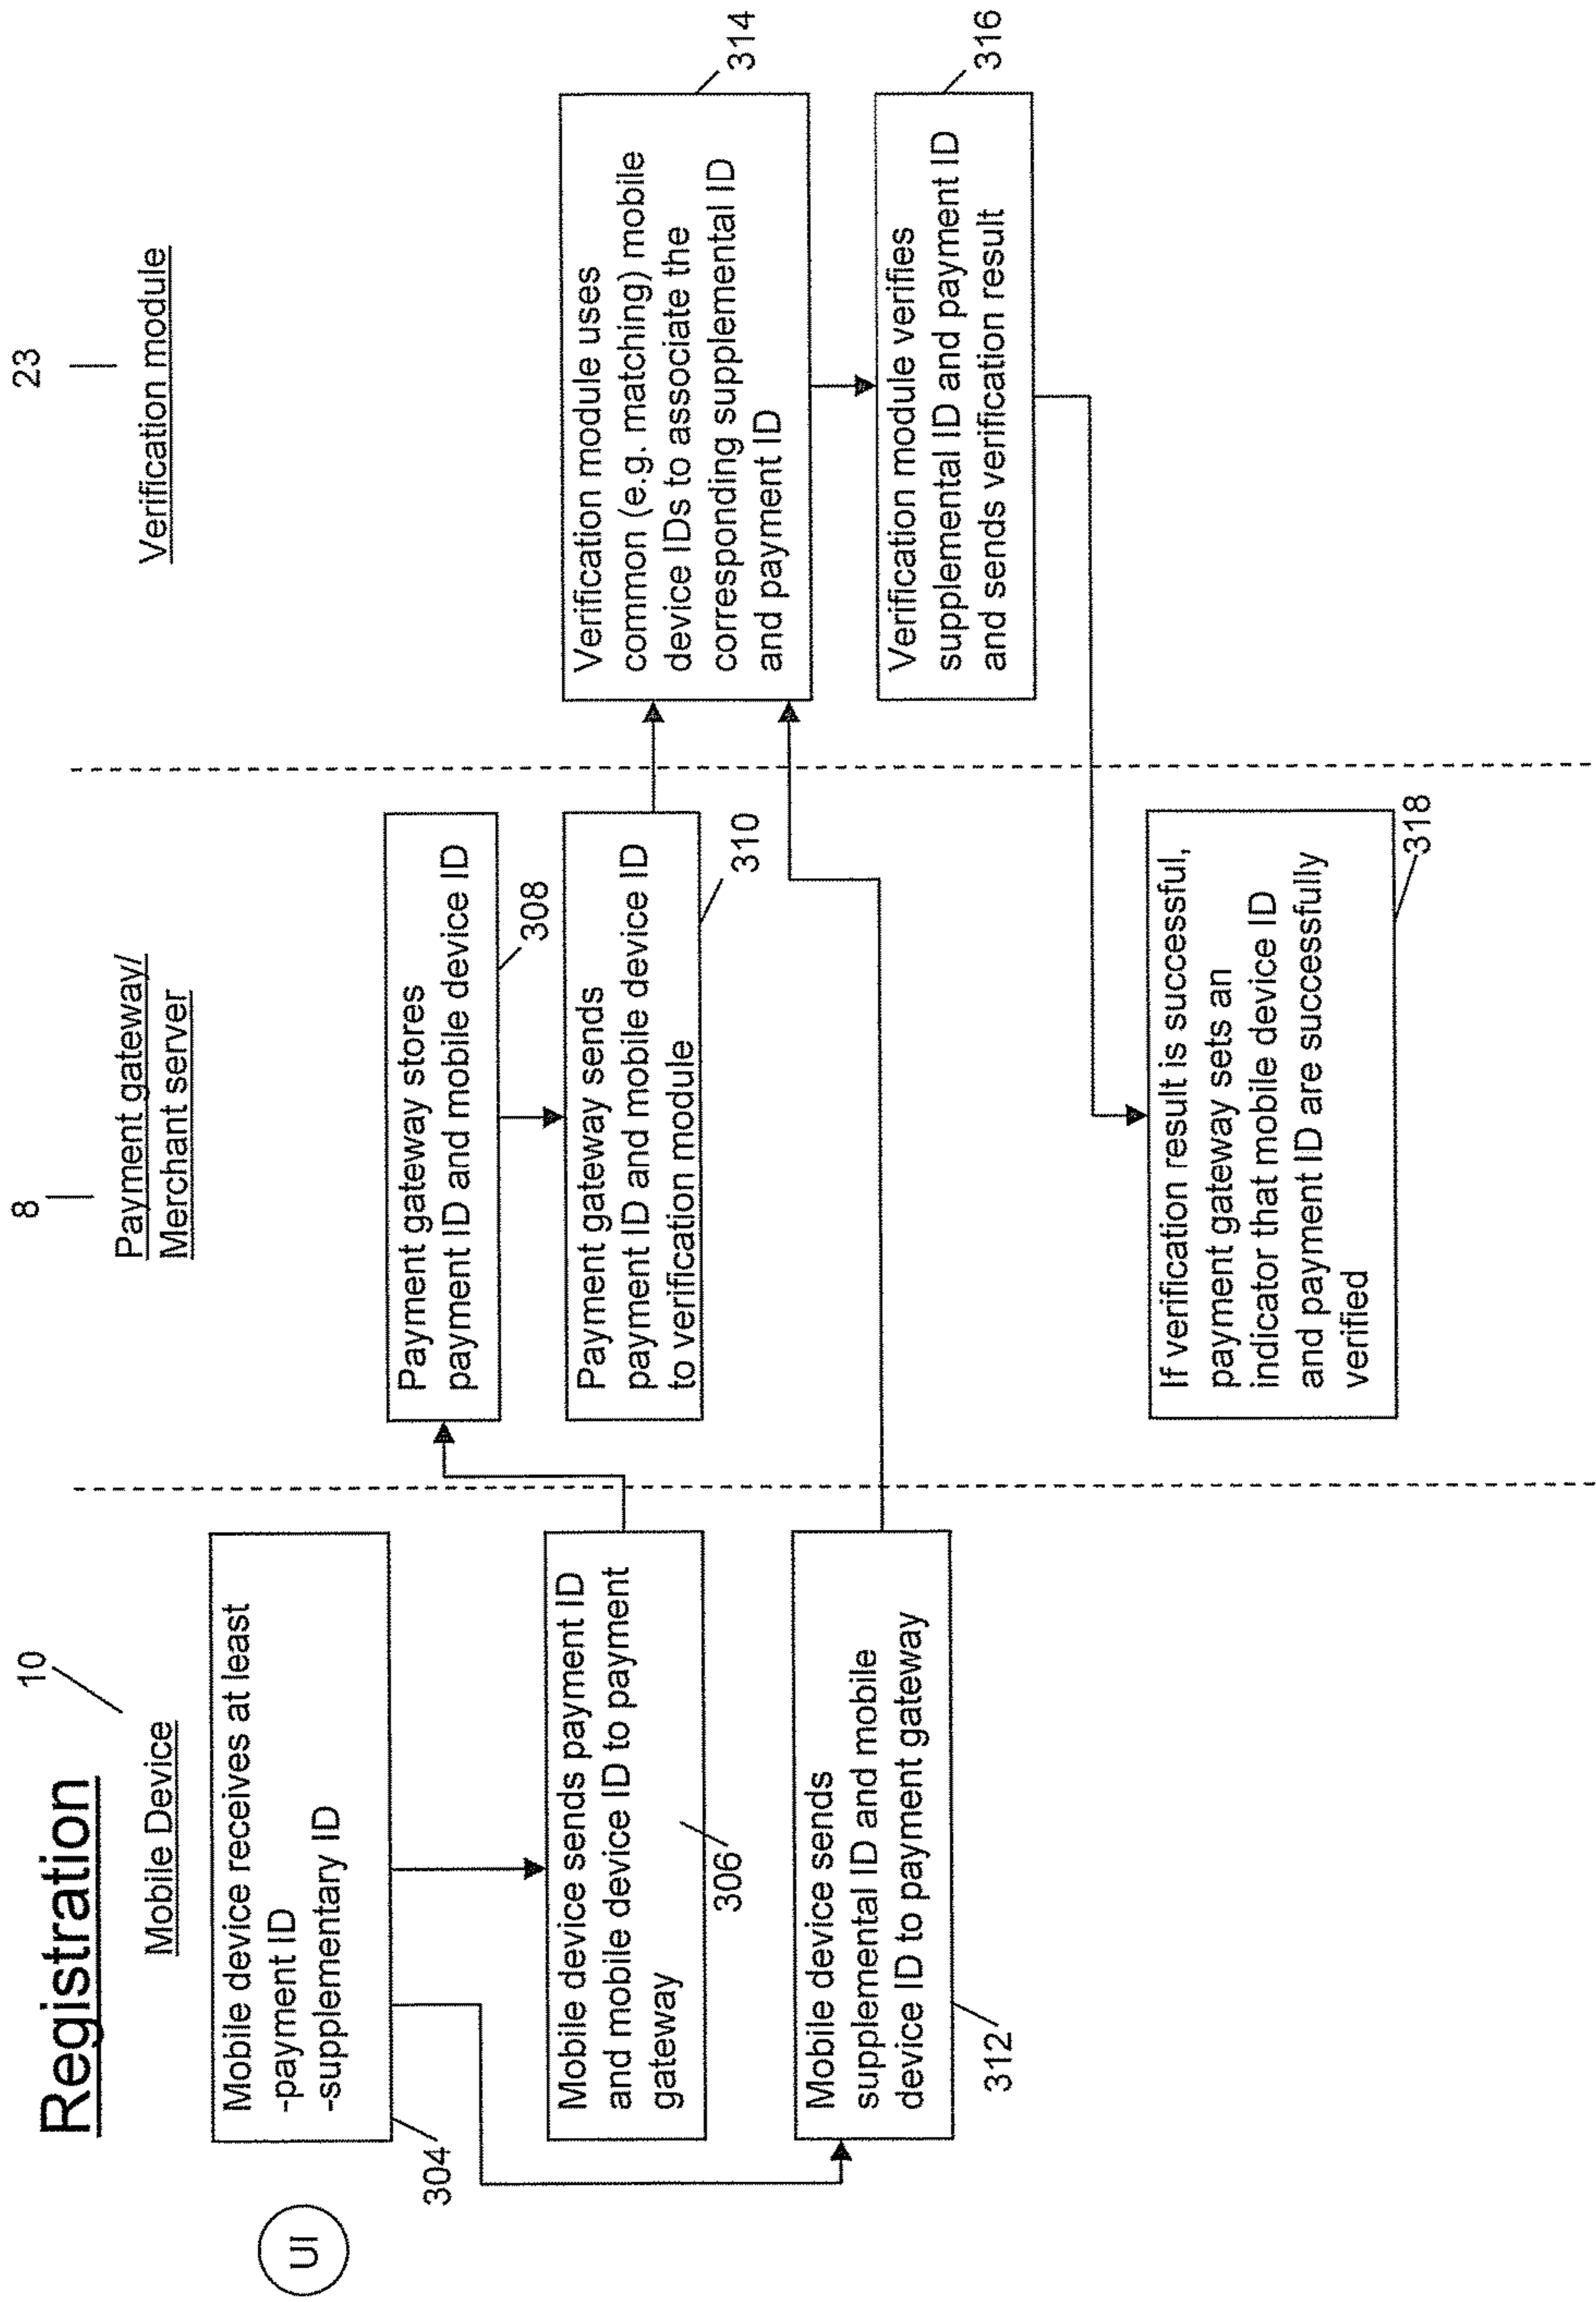 Registration
10
Mobile Device
8
Payment gateway/
Merchant server
23
Verification module
UI
Mobile device receives at least
-payment ID
-supplementary ID
304
Mobile device sends payment ID
and mobile device ID to payment
gateway
306
Mobile device sends
supplemental ID and mobile
device ID to payment gateway
312
Payment gateway stores
payment ID and mobile device ID
308
Payment gateway sends
payment ID and mobile device ID
to verification module
310
If verification result is successful,
payment gateway sets an
indicator that mobile device ID
and payment ID are successfully
verified
318
Verification module uses
common (e.g. matching) mobile
device IDs to associate the
corresponding supplemental ID
and payment ID
314
Verification module verifies
supplemental ID and payment ID
and sends verification result
316